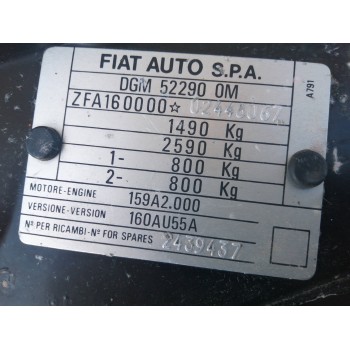 FIAT AUTO S.P.A.
DGM 52290 OM
ZFA160000☆
1490 Kg
2590 Kg
1- 800 Kg
2- 800 Kg
MOTORE-ENGINE 159A2.000
VERSIONE-VERSION 160AU55A
Nº PER RICAMBI-Nº FOR SPARES 2439437
A791